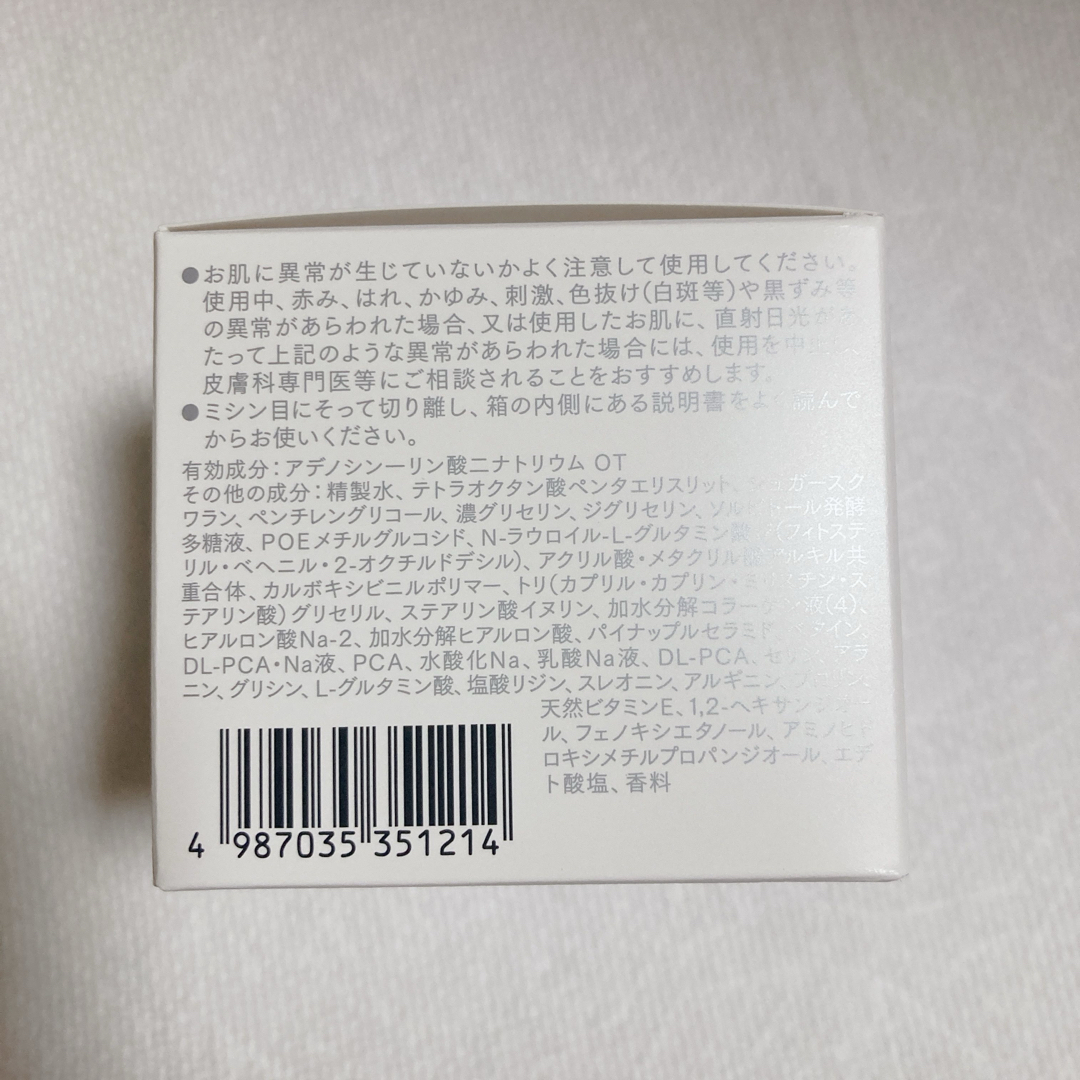 ●お肌に異常が生じていないかよく注意して使用してください。
使用中、赤み、はれ、かゆみ、刺激、色抜け(白斑等)や黒ずみ等
の異常があらわれた場合、又は使用したお肌に、直射日光が
たって上記のような異常があらわれた場合には、使用を中
皮膚科専門医等にご相談されることをおすすめします。
●ミシン目にそって切り離し、箱の内側にある説明書をよく読んで
からお使いください。
有効成分：アデノシン一リン酸二ナトリウム OT
その他の成分：精製水、テトラオクタン酸ペンタエリスリット、ガースク
ワラン、ペンチレングリコール、濃グリセリン、ジグリセリン、ソルビトール発酵
多糖液、POEメチルグルコシド、N-ラウロイル-L-グルタミン酸(フィトステ
リル・ベヘニル・2-オクチルドデシル)、アクリル酸・メタクリル酸アルキル共
重合体、カルボキシビニルポリマー、トリ(カプリル・カプリン・ミリスチン・ス
テアリン酸)グリセリル、ステアリン酸イヌリン、加水分解コラーゲン液(4)、
ヒアルロン酸Na-2、加水分解ヒアルロン酸、パイナップルセラミド、イン、
DL-PCA・Na液、PCA、水酸化Na、乳酸Na液、DL-PCA、セリン、アラ
ニン、グリシン、L-グルタミン酸、塩酸リジン、スレオニン、アルギニン、プロリン、
天然ビタミンE、1,2-ヘキサンジオー
ル、フェノキシエタノール、アミノヒド
ロキシメチルプロパンジオール、エデ
ト酸塩、香料
4 987035 351214